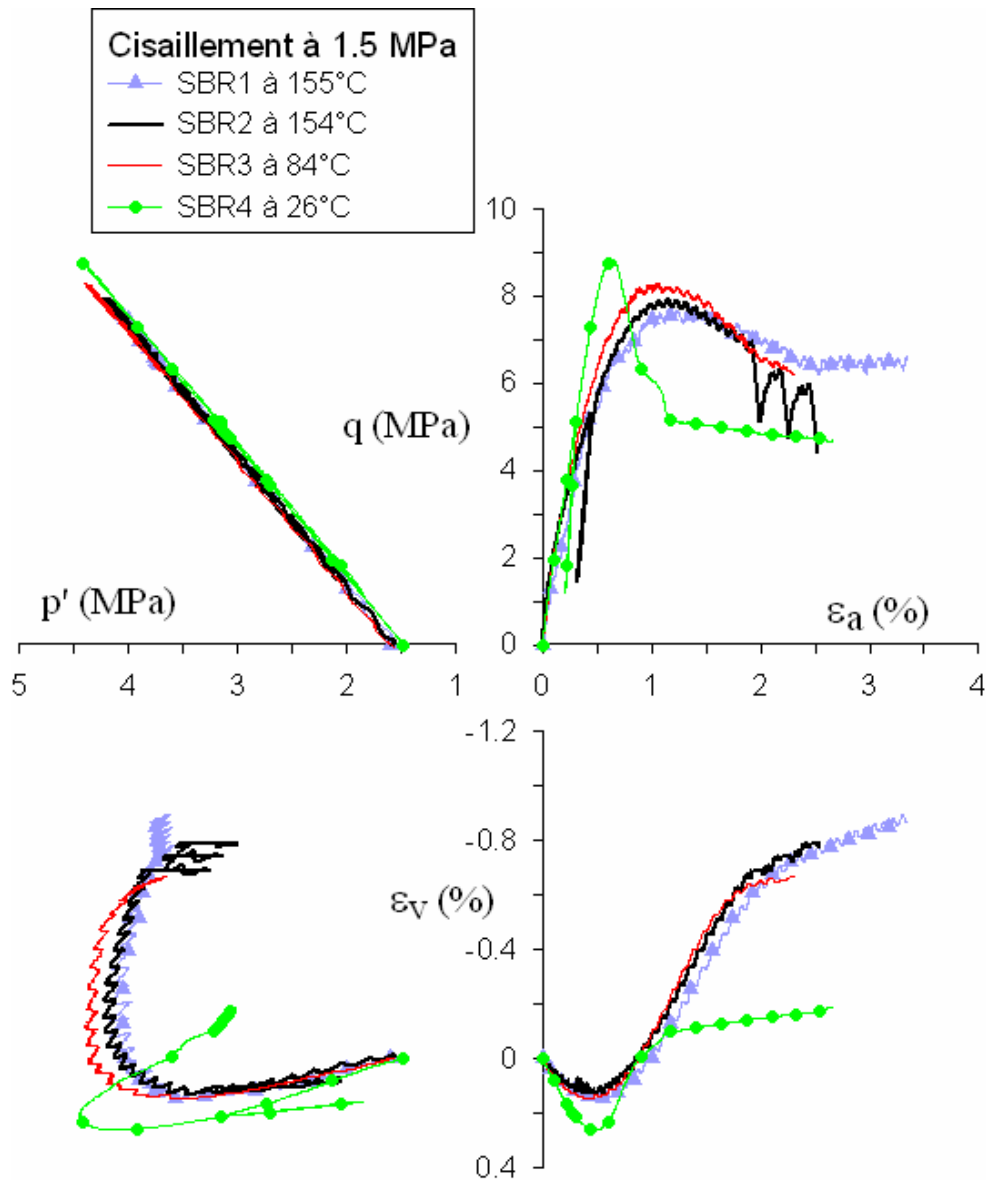 Cisaillement à 1.5 MPa
SBR1 à 155°C
SBR2 à 154°C
SBR3 à 84°C
SBR4 à 26°C
10
8
6
4
2
0
q (MPa)
p' (MPa)
εa (%)
5 4 3 2 1
0 1 2 3 4
-1.2
-0.8
-0.4
0
0.4
εv (%)